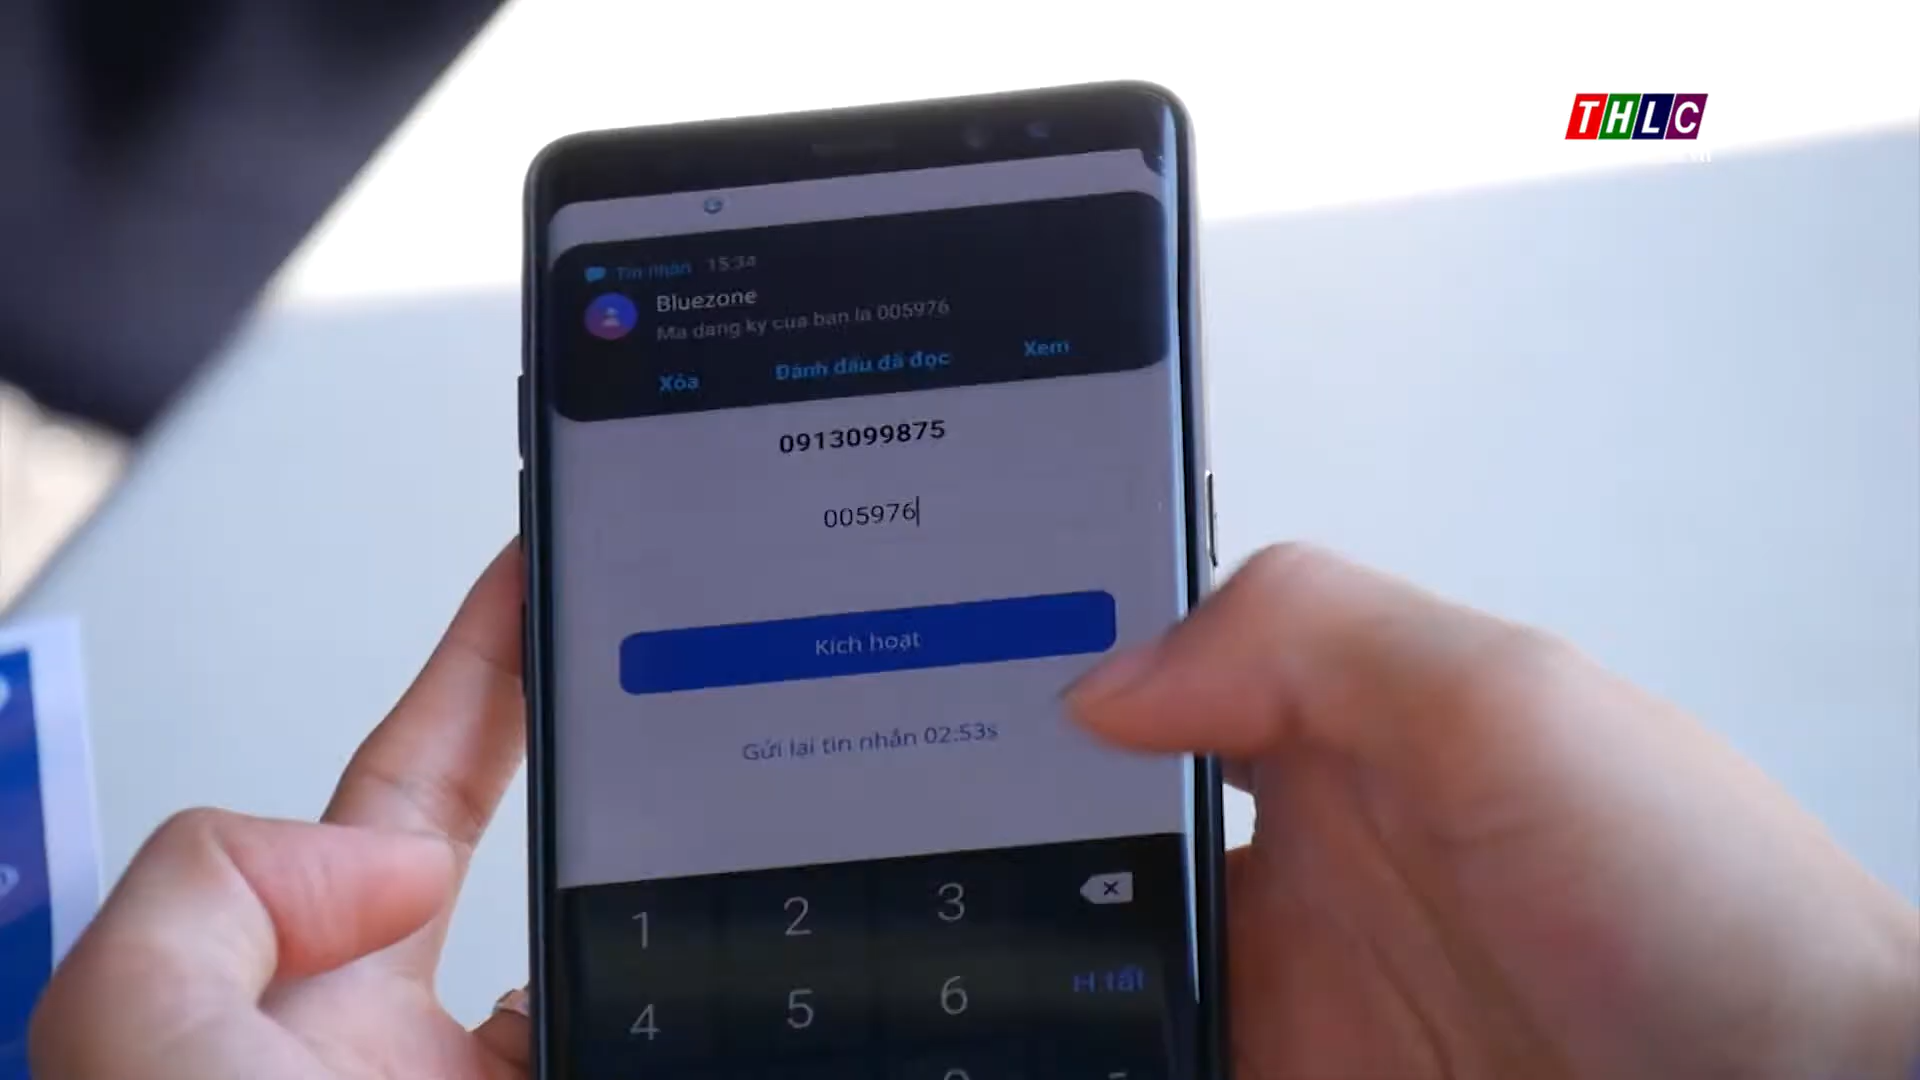 THLC
Tin nhắn 15:34
Bluezone
Ma dang ky cua ban la 005976
Xóa Đánh dấu đã đọc Xem
0913099875
005976
Kích hoạt
Gửi lại tin nhắn 02:53s
1 2 3
4 5 6 H.tất